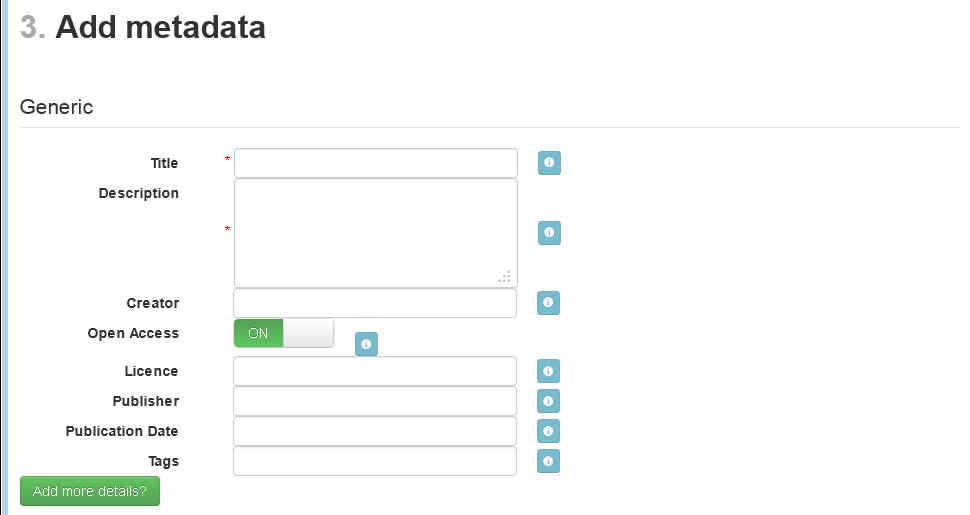 3. Add metadata
Generic
Title *
Description
*
Creator
Open Access ON
Licence
Publisher
Publication Date
Tags
Add more details?